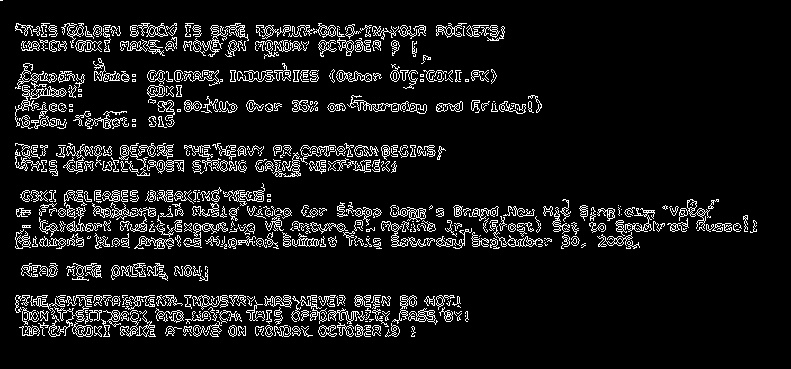 THIS GOLDEN STOCK IS SURE TO PUT GOLD IN YOUR POCKETS!
WATCH GDKI MAKE A MOVE ON MONDAY OCTOBER 9 !
Company Name: GOLDMARK INDUSTRIES (Other OTC:GDKI.PK)
Symbol: GDKI
Price: $2.80 (Up Over 35% on Thursday and Friday!)
Target: $15
GET IN NOW BEFORE THE HEAVY PR CAMPAIGN BEGINS!
THIS GEM WILL POST STRONG GAINS NEXT WEEK!
GDKI RELEASES BREAKING NEWS:
- Frost Appears in Music Video for Snoop Dogg's Brand New Hit Single - "Vato"
- Goldmark Music Executive VP Arturo R. Molina Jr. (Frost) Set to Speak at Russell
Simmons' Los Angeles Hip-Hop Summit This Saturday September 30, 2006.
READ MORE ONLINE NOW!
THE ENTERTAINMENT INDUSTRY HAS NEVER BEEN SO HOT!
DON'T SIT BACK AND WATCH THIS OPPORTUNITY PASS BY!
WATCH GDKI MAKE A MOVE ON MONDAY OCTOBER 9 !